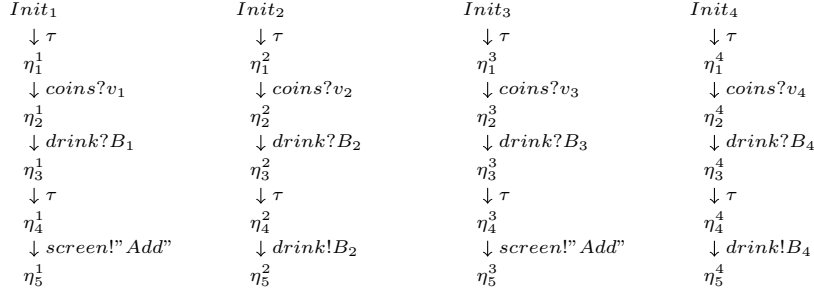 Init₁ Init₂ Init₃ Init₄
↓ τ ↓ τ ↓ τ ↓ τ
η₁¹ η₁² η₁³ η₁⁴
↓ coins?v₁ ↓ coins?v₂ ↓ coins?v₃ ↓ coins?v₄
η₂¹ η₂² η₂³ η₂⁴
↓ drink?B₁ ↓ drink?B₂ ↓ drink?B₃ ↓ drink?B₄
η₃¹ η₃² η₃³ η₃⁴
↓ τ ↓ τ ↓ τ ↓ τ
η₄¹ η₄² η₄³ η₄⁴
↓ screen!”Add” ↓ drink!B₂ ↓ screen!”Add” ↓ drink!B₄
η₅¹ η₅² η₅³ η₅⁴